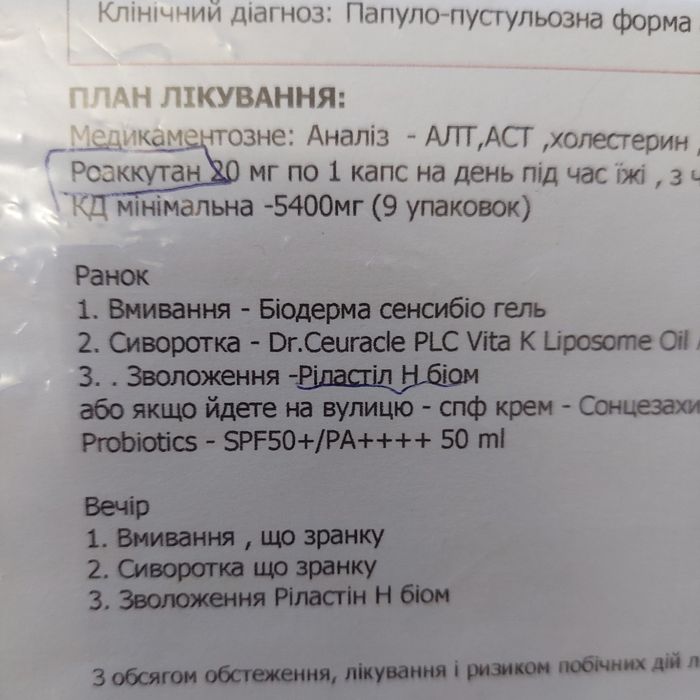 Клінічний діагноз: Папуло-пустульозна форма
ПЛАН ЛІКУВАННЯ:
Медикаментозне: Аналіз - АЛТ,АСТ ,холестерин ,
Роаккутан 20 мг по 1 капс на день під час їжі , з ч
КД мінімальна -5400мг (9 упаковок)
Ранок
1. Вмивання - Біодерма сенсибіо гель
2. Сиворотка - Dr.Ceuracle PLC Vita K Liposome Oil
3. . Зволоження -Ріластіл Н біом
або якщо йдете на вулицю - спф крем - Сонцезахи
Probiotics - SPF50+/PA++++ 50 ml
Вечір
1. Вмивання , що зранку
2. Сиворотка що зранку
3. Зволоження Ріластін Н біом
З обсягом обстеження, лікування і ризиком побічних дій л